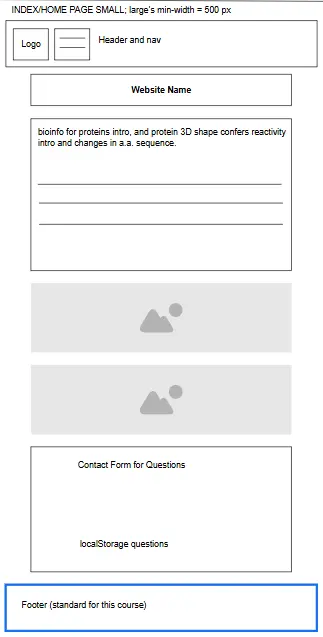 INDEX/HOME PAGE SMALL; large's min-width = 500 px
Logo
Header and nav
Website Name
bioinfo for proteins intro, and protein 3D shape confers reactivity
intro and changes in a.a. sequence.
Contact Form for Questions
localStorage questions
Footer (standard for this course)